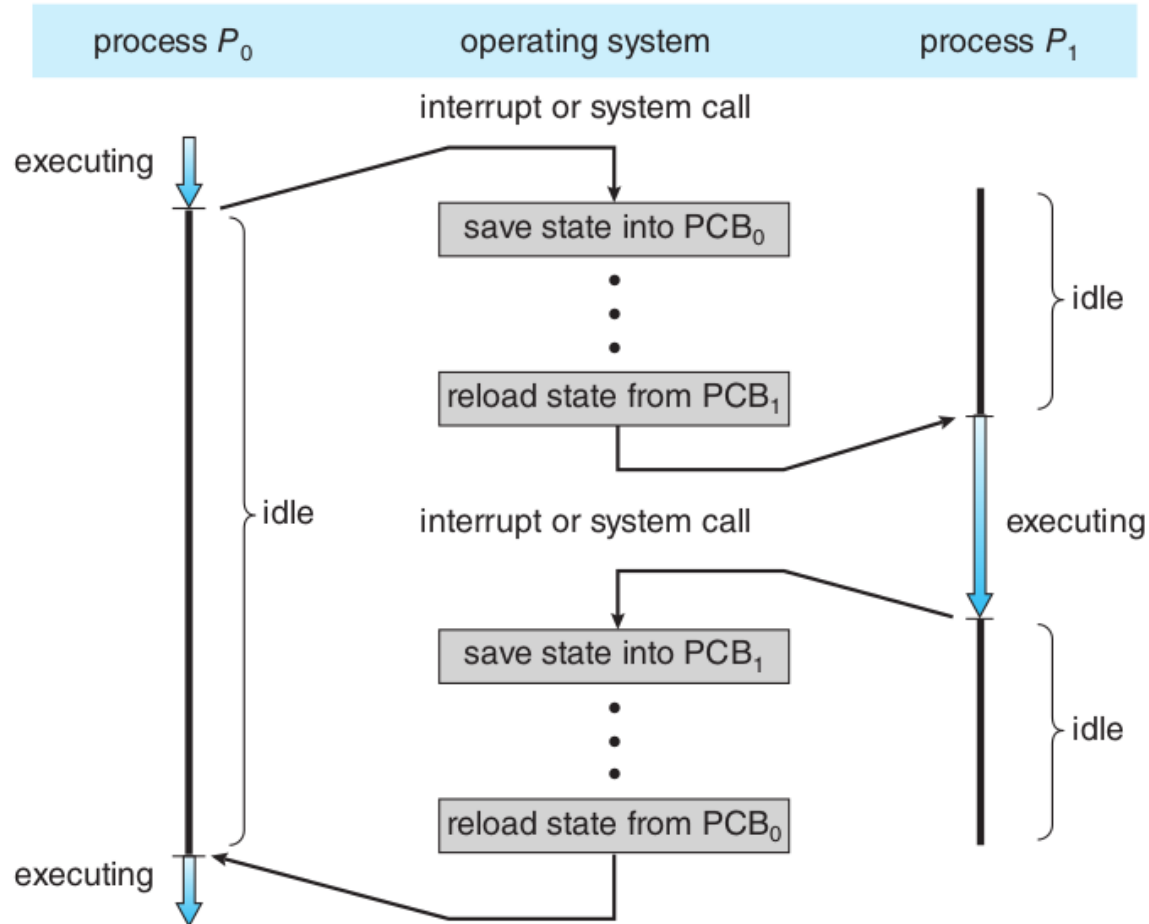 process P₀ operating system process P₁
interrupt or system call
executing
save state into PCB₀
idle
reload state from PCB₁
idle
interrupt or system call
executing
save state into PCB₁
idle
reload state from PCB₀
executing